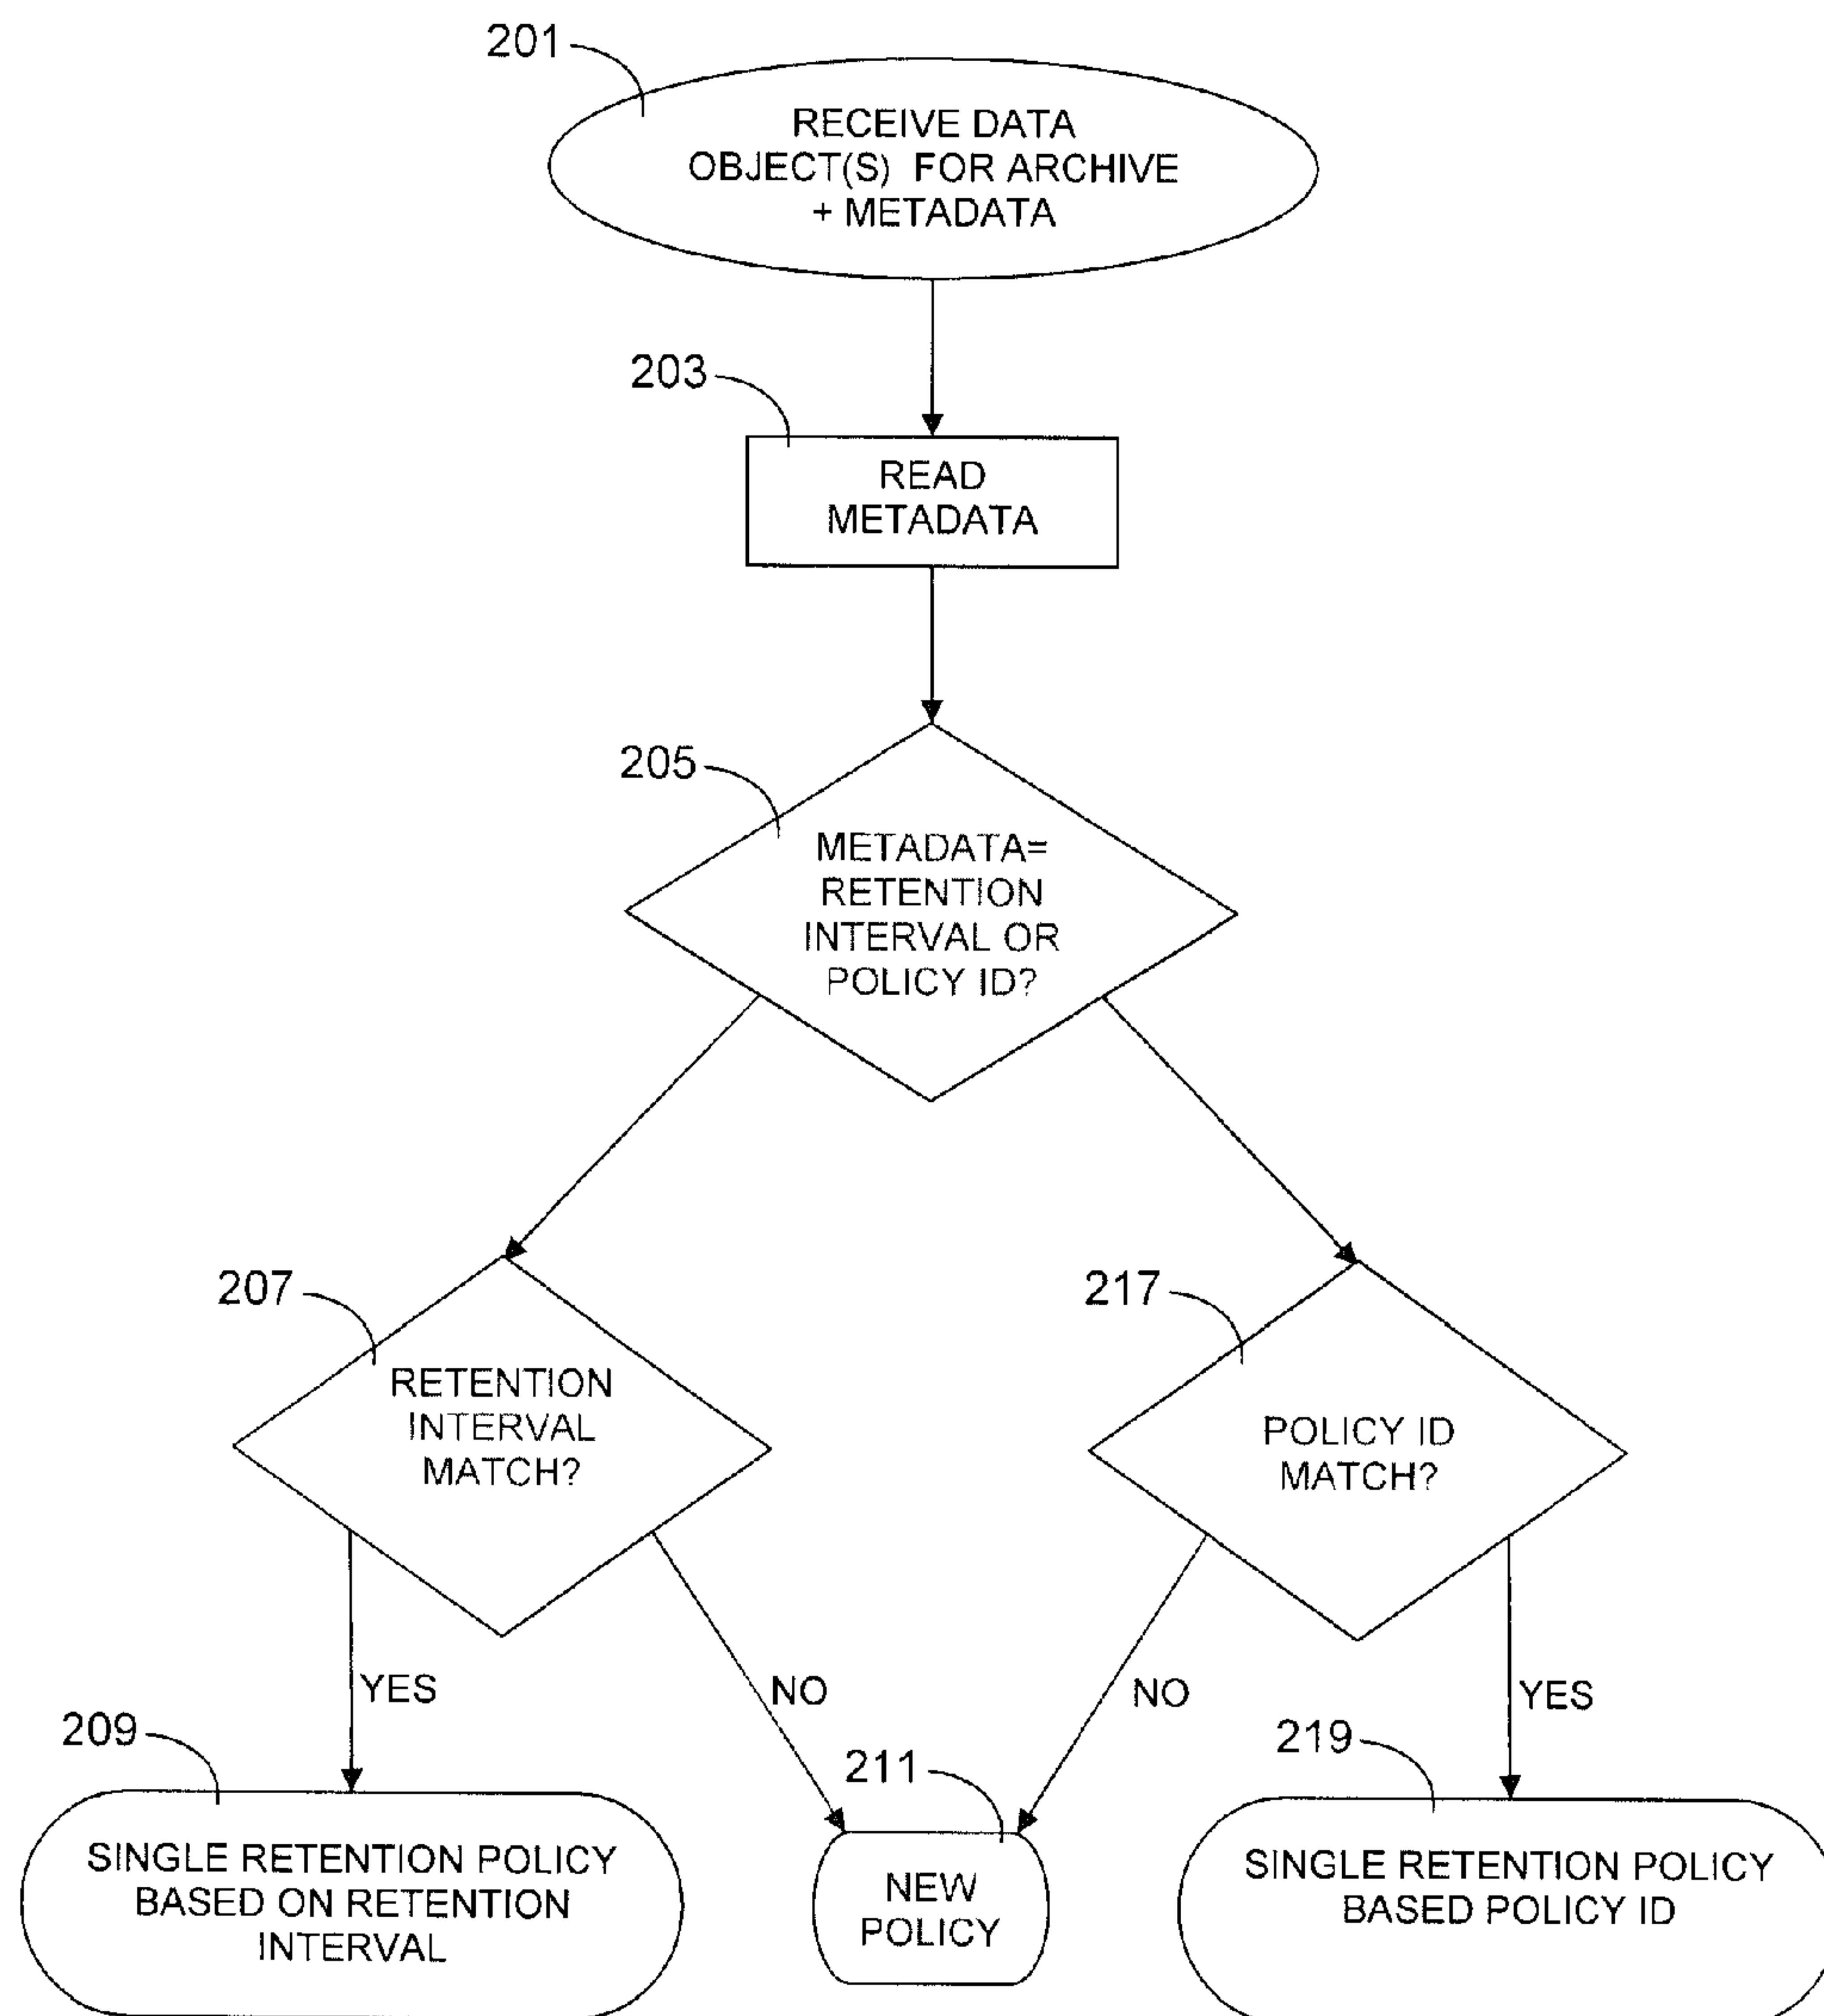 201
RECEIVE DATA
OBJECT(S) FOR ARCHIVE
+ METADATA
203
READ
METADATA
205
METADATA=
RETENTION
INTERVAL OR
POLICY ID?
207
RETENTION
INTERVAL
MATCH?
217
POLICY ID
MATCH?
YES
NO
NO
YES
209
SINGLE RETENTION POLICY
BASED ON RETENTION
INTERVAL
211
NEW
POLICY
219
SINGLE RETENTION POLICY
BASED POLICY ID